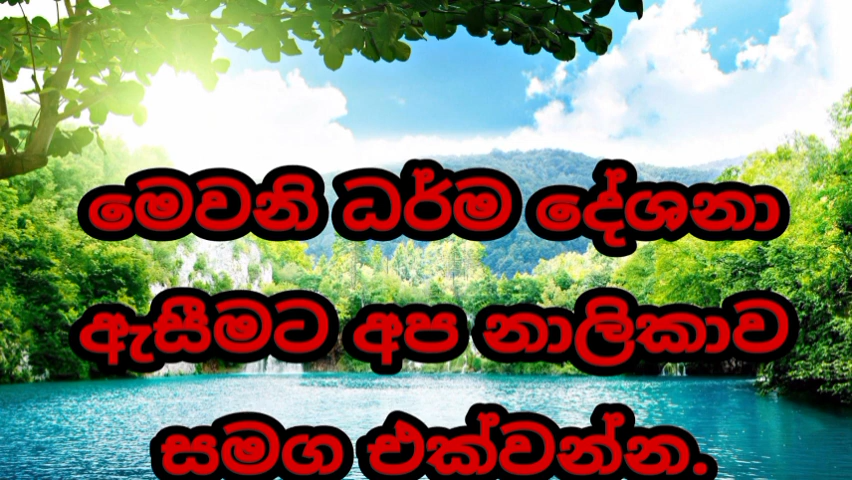 මෙවනි ධර්ම දේශනා
ඇසීමට අප නාලිකාව
සමග එක්වන්න.